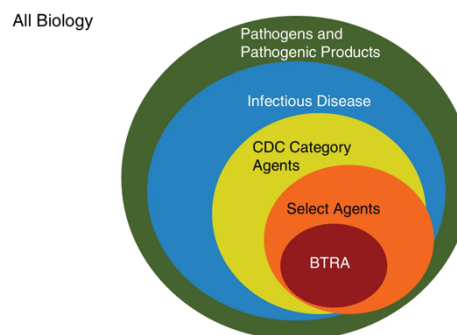 All Biology
Pathogens and
Pathogenic Products
Infectious Disease
CDC Category
Agents
Select Agents
BTRA